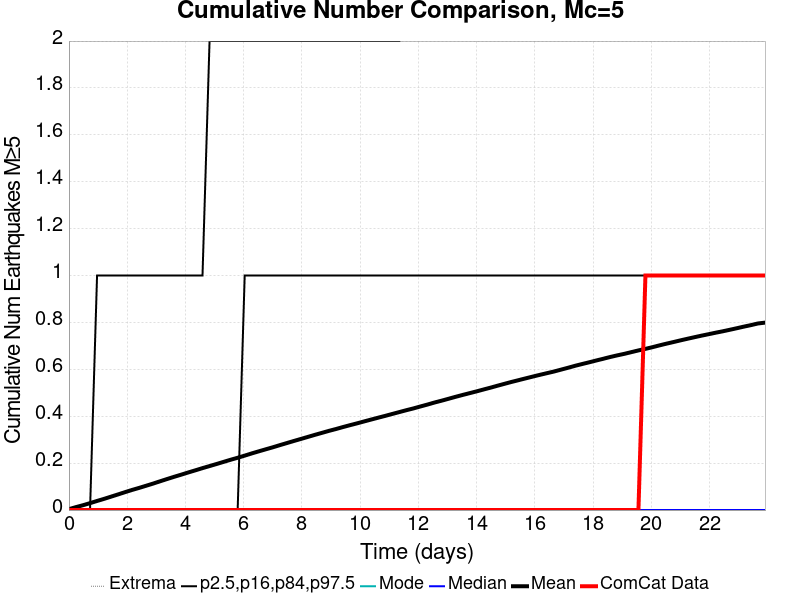 Cumulative Number Comparison, Mc=5
Cumulative Num Earthquakes M≥5
2
1.8
1.6
1.4
1.2
1
0.8
0.6
0.4
0.2
0
0 2 4 6 8 10 12 14 16 18 20 22
Time (days)
Extrema p2.5,p16,p84,p97.5 Mode Median Mean ComCat Data